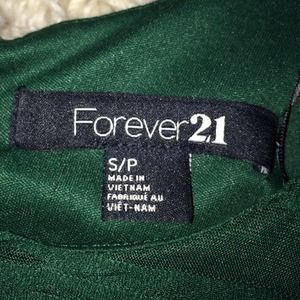 Forever21
S/P
MADE IN
VIETNAM
FABRIQUÉ AU
VIÊT-NAM